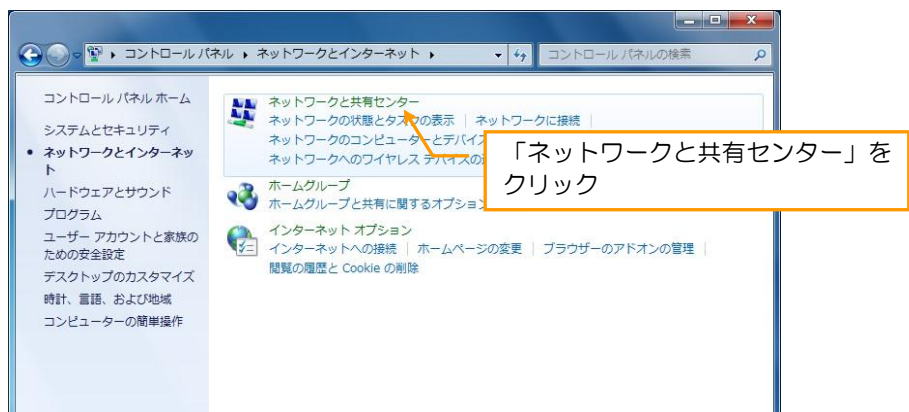 コントロール パネル ▸ ネットワークとインターネット ▸
コントロール パネルの検索
コントロール パネル ホーム
システムとセキュリティ
ネットワークとインターネッ
ト
ハードウェアとサウンド
プログラム
ユーザー アカウントと家族の
ための安全設定
デスクトップのカスタマイズ
時計、言語、および地域
コンピューターの簡単操作
ネットワークと共有センター
ネットワークの状態とタスクの表示 | ネットワークに接続 |
ネットワークのコンピューターとデバイス
ネットワークへのワイヤレス デバイスの
ホームグループ
ホームグループと共有に関するオプション
インターネット オプション
インターネットへの接続 | ホームページの変更 | ブラウザーのアドオンの管理 |
閲覧の履歴と Cookie の削除
「ネットワークと共有センター」を
クリック